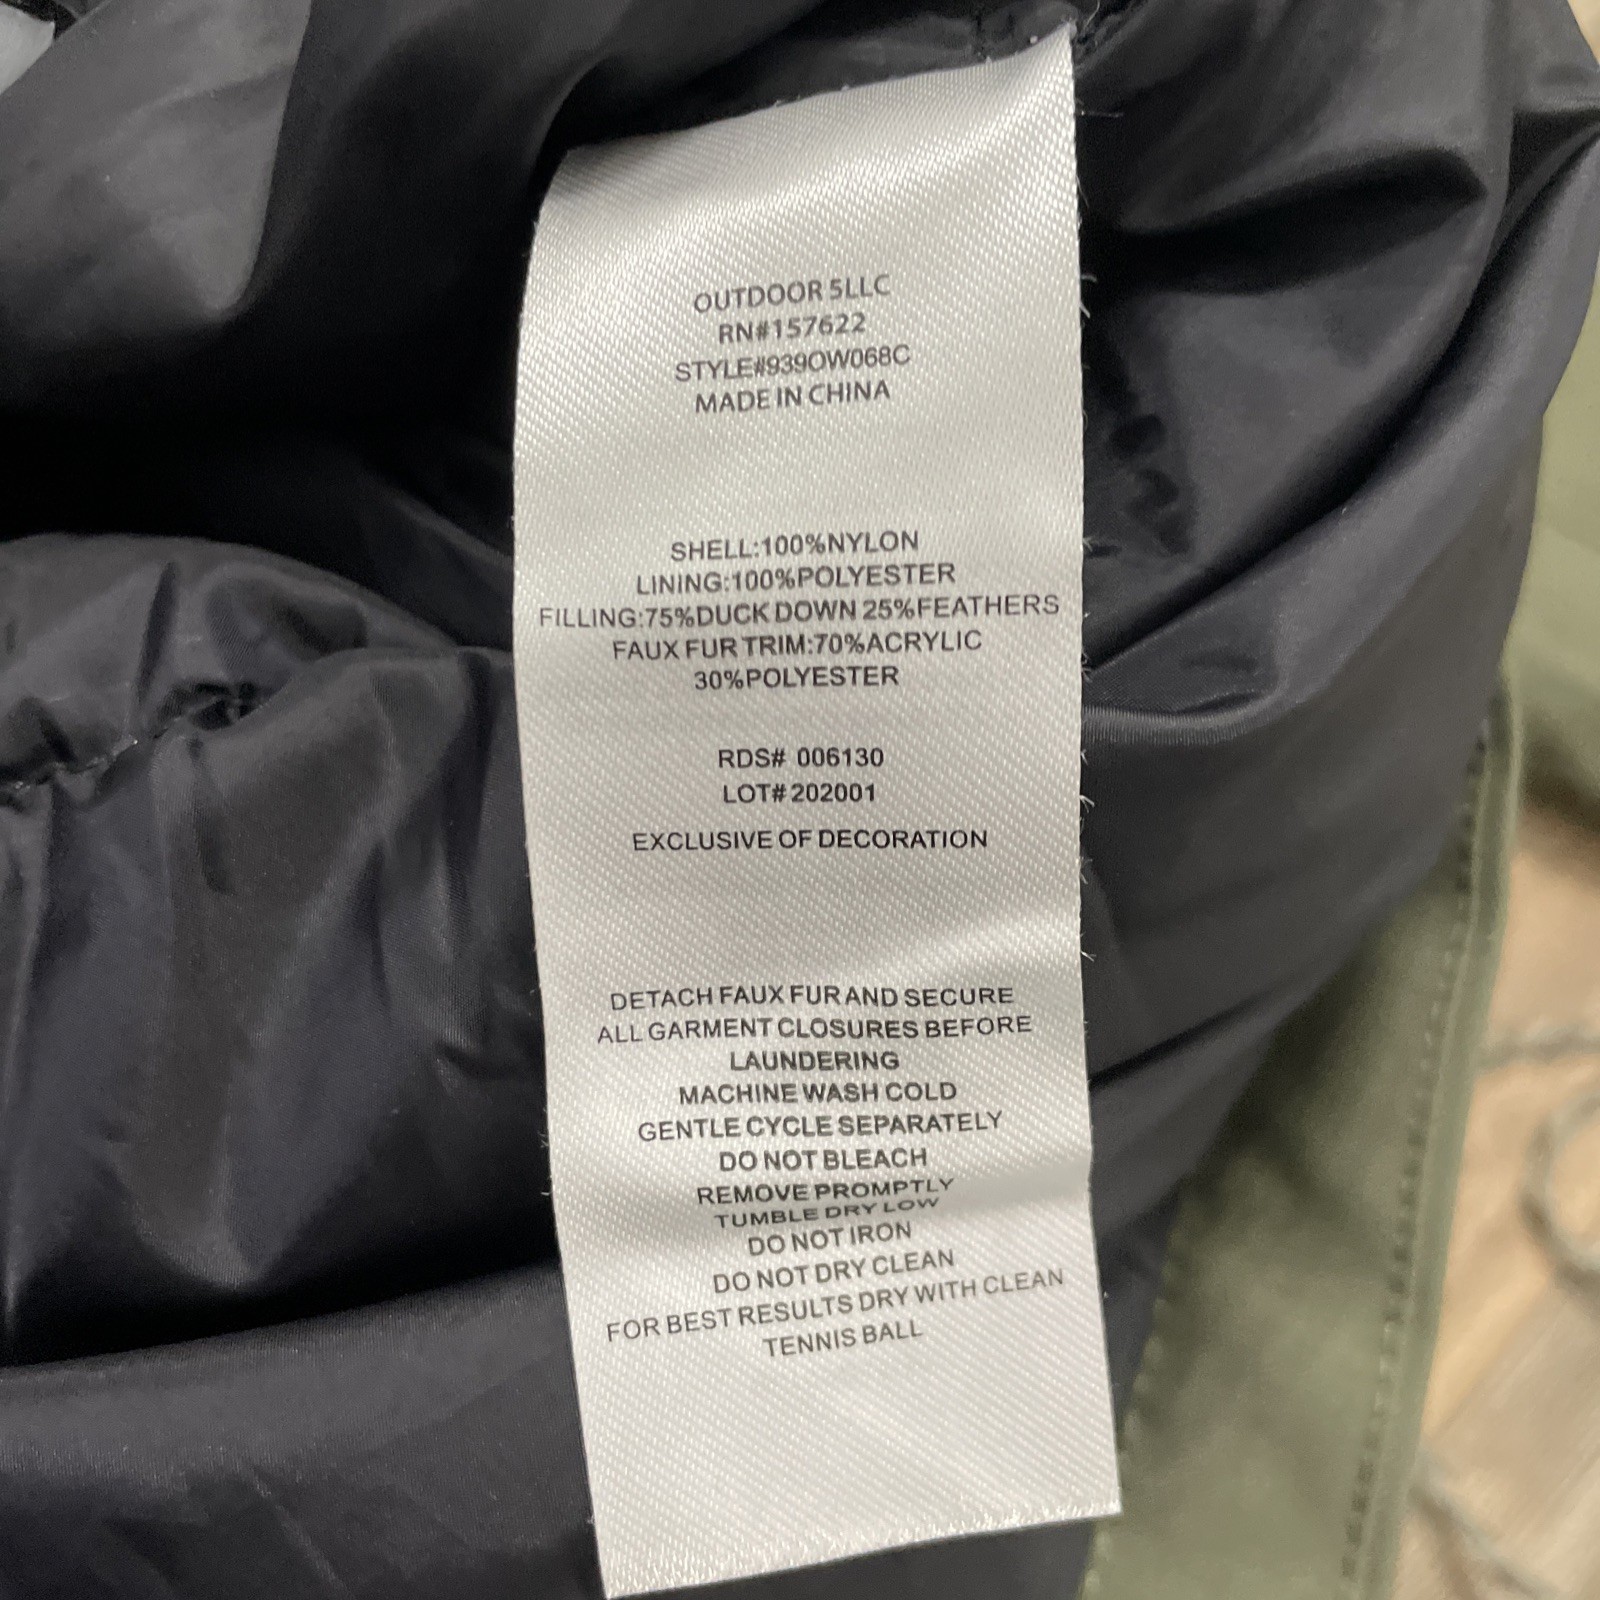 OUTDOOR 5LLC
RN#157622
STYLE#939OW068C
MADE IN CHINA
SHELL:100%NYLON
LINING:100%POLYESTER
FILLING:75%DUCK DOWN 25%FEATHERS
FAUX FUR TRIM:70%ACRYLIC
30%POLYESTER
RDS# 006130
LOT#202001
EXCLUSIVE OF DECORATION
DETACH FAUX FUR AND SECURE
ALL GARMENT CLOSURES BEFORE
LAUNDERING
MACHINE WASH COLD
GENTLE CYCLE SEPARATELY
DO NOT BLEACH
REMOVE PROMPTLY
TUMBLE DRY LOW
DO NOT IRON
DO NOT DRY CLEAN
FOR BEST RESULTS DRY WITH CLEAN
TENNIS BALL